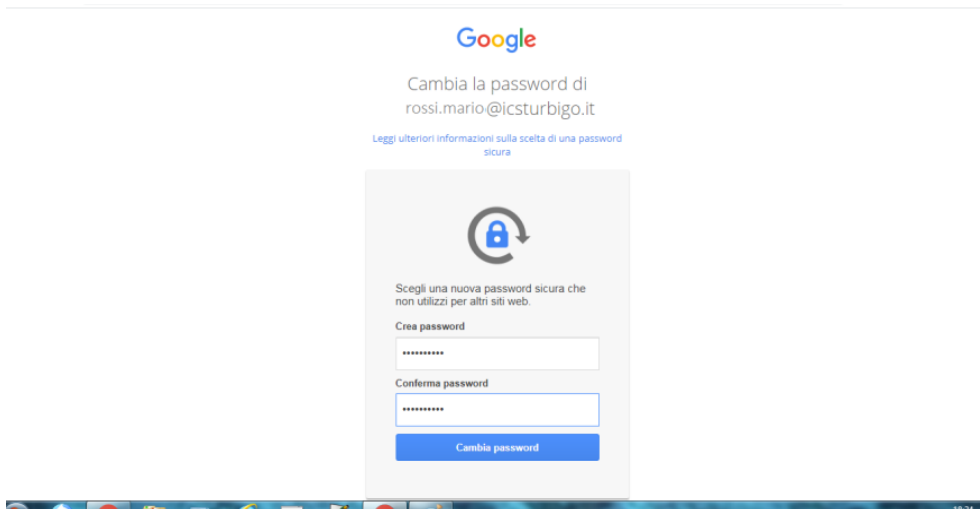 Google
Cambia la password di
rossi.mario@icsturbigo.it
Leggi ulteriori informazioni sulla scelta di una password
sicura
Scegli una nuova password sicura che
non utilizzi per altri siti web.
Crea password
••••••••••
Conferma password
••••••••••
Cambia password